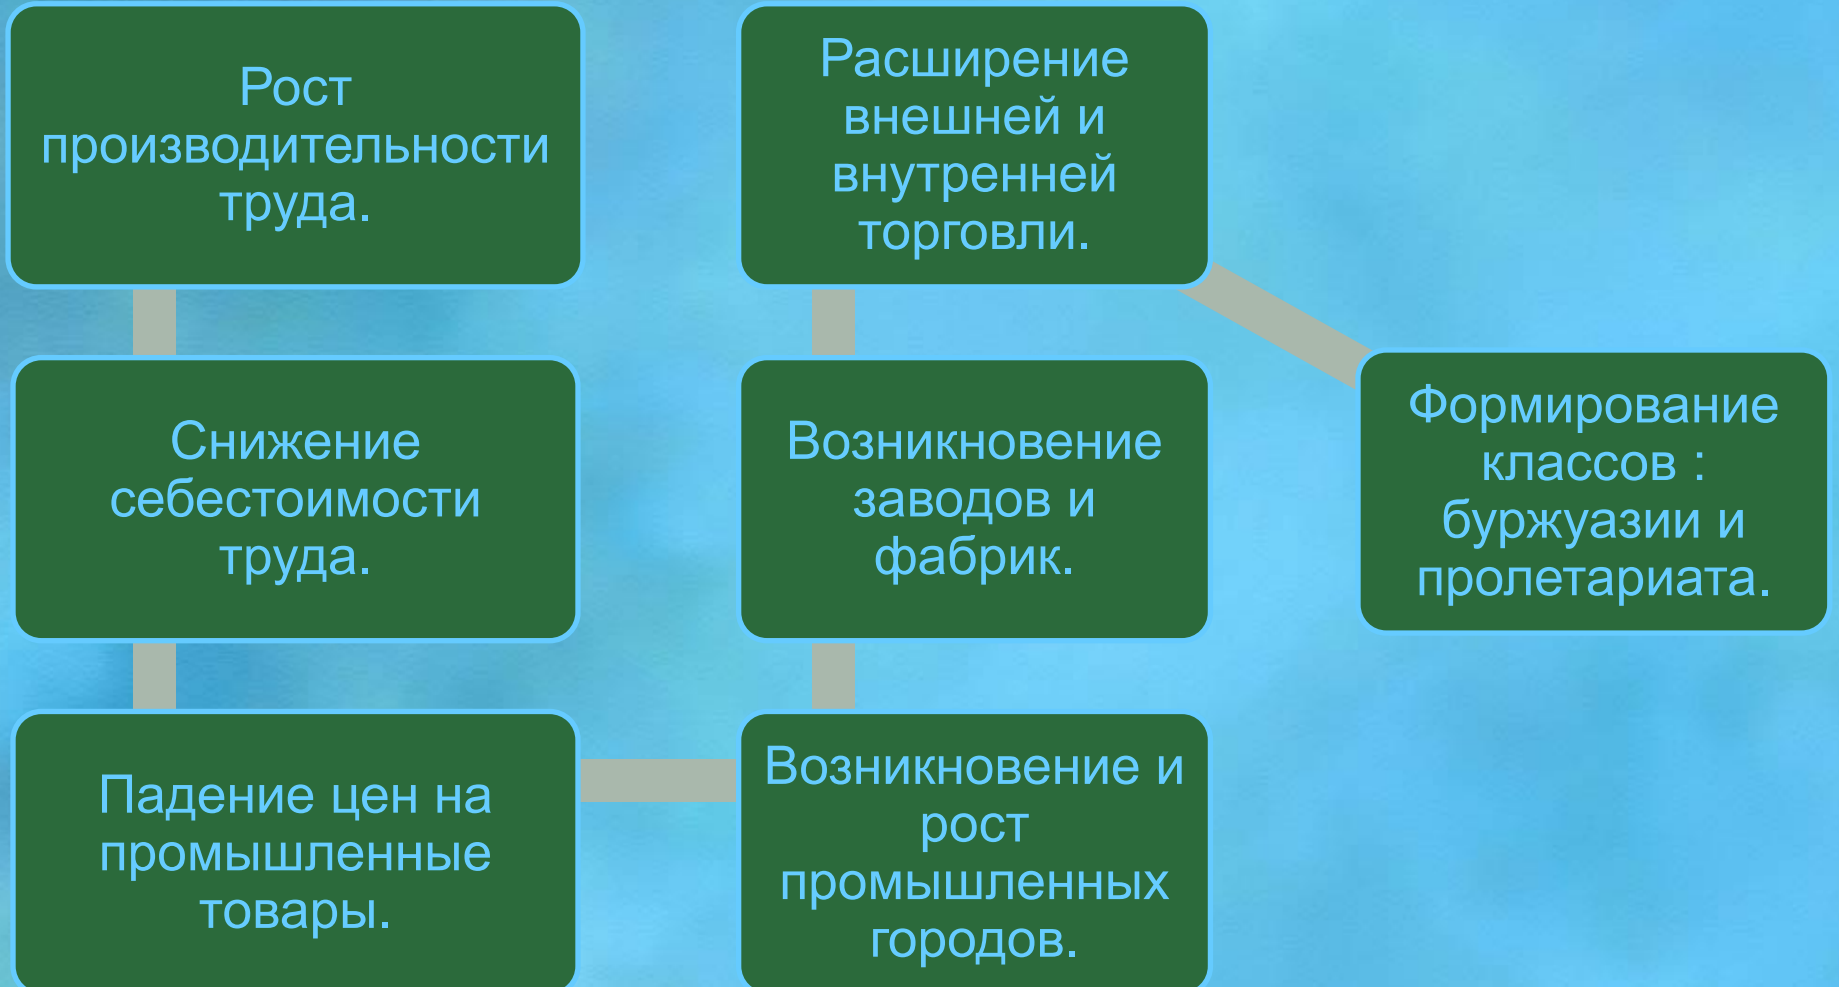 Рост
производительности
труда.
Снижение
себестоимости
труда.
Падение цен на
промышленные
товары.
Возникновение и
рост
промышленных
городов.
Возникновение
заводов и
фабрик.
Расширение
внешней и
внутренней
торговли.
Формирование
классов :
буржуазии и
пролетариата.